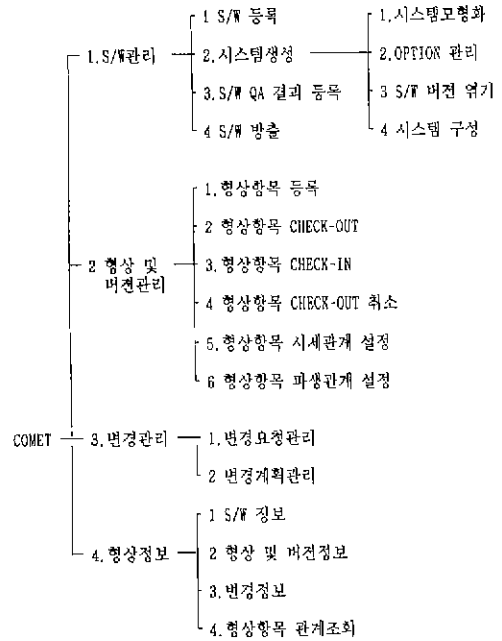 1 S/W 등록
1.시스템모형화
1.S/W관리
2.시스템생성
2.OPTION 관리
3.S/W QA 결과 등록
3 S/W 버전 엮기
4 S/W 방출
4 시스템 구성
1.형상항목 등록
2 형상항목 CHECK-OUT
2 형상 및
버젼관리
3.형상항목 CHECK-IN
4 형상항목 CHECK-OUT 취소
5.형상항목 시세관계 설정
6 형상항목 파생관계 설정
COMET
3.변경관리
1.변경요청관리
2 변경계획관리
1 S/W 정보
4.형상정보
2 형상 및 버젼정보
3.변경정보
4.형상항목 관계조회